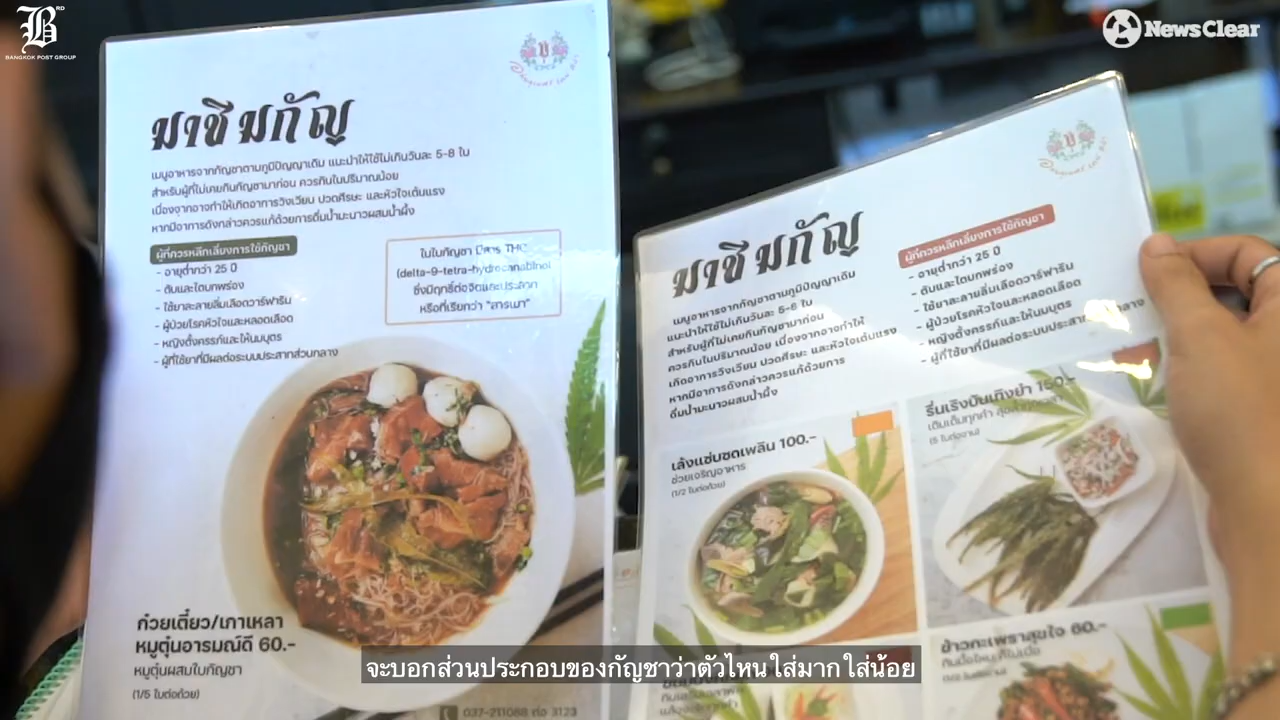 B RD
BANGKOK POST GROUP
NewsClear
มาชิมกัญ
เมนูอาหารจากกัญชาตามภูมิปัญญาเดิม แนะนำให้ใช้ไม่เกินวันละ 5-8 ใบ
สำหรับผู้ที่ไม่เคยกินกัญชามาก่อน ควรกินในปริมาณน้อย
เนื่องจากอาจทำให้เกิดอาการวิงเวียน ปวดศีรษะ และหัวใจเต้นแรง
หากมีอาการดังกล่าวควรแก้ด้วยการดื่มน้ำมะนาวผสมน้ำผึ้ง
ผู้ที่ควรหลีกเลี่ยงการใช้กัญชา
- อายุต่ำกว่า 25 ปี
- ตับและไตบกพร่อง
- ใช้ยาละลายลิ่มเลือดวาร์ฟาริน
- ผู้ป่วยโรคหัวใจและหลอดเลือด
- หญิงตั้งครรภ์และให้นมบุตร
- ผู้ที่ใช้ยาที่มีผลต่อระบบประสาทส่วนกลาง
ในใบกัญชา มีสาร THC
(delta-9-tetra-hydrocannabinol
ซึ่งมีฤทธิ์ต่อจิตและประสาท
หรือที่เรียกว่า "สารเมา"
ก๋วยเตี๋ยว/เกาเหลา
หมูตุ๋นอารมณ์ดี 60.-
หมูตุ๋นผสมใบกัญชา
(1/5 ใบต่อถ้วย)
037-211088 ต่อ 3123
มาชิมกัญ
เมนูอาหารจากกัญชาตามภูมิปัญญาเดิม
แนะนำให้ใช้ไม่เกินวันละ 5-8 ใบ
สำหรับผู้ที่ไม่เคยกินกัญชามาก่อน
ควรกินในปริมาณน้อย เนื่องจากอาจทำให้
เกิดอาการวิงเวียน ปวดศีรษะ และหัวใจเต้นแรง
หากมีอาการดังกล่าวควรแก้ด้วยการ
ดื่มน้ำมะนาวผสมน้ำผึ้ง
ผู้ที่ควรหลีกเลี่ยงการใช้กัญชา
- อายุต่ำกว่า 25 ปี
- ตับและไตบกพร่อง
- ใช้ยาละลายลิ่มเลือดวาร์ฟาริน
- ผู้ป่วยโรคหัวใจและหลอดเลือด
- หญิงตั้งครรภ์และให้นมบุตร
- ผู้ที่ใช้ยาที่มีผลต่อระบบประสาทส่วนกลาง
เล้งแซ่บซดเพลิน 100.-
ช่วยเจริญอาหาร
(1/2 ใบต่อถ้วย)
รื่นเริงบันเทิงยำ 150.-
(5 ใบต่อจาน)
ข้าวกะเพราสุขใจ 60.-
จะบอกส่วนประกอบของกัญชาว่าตัวไหน ใส่มาก ใส่น้อย